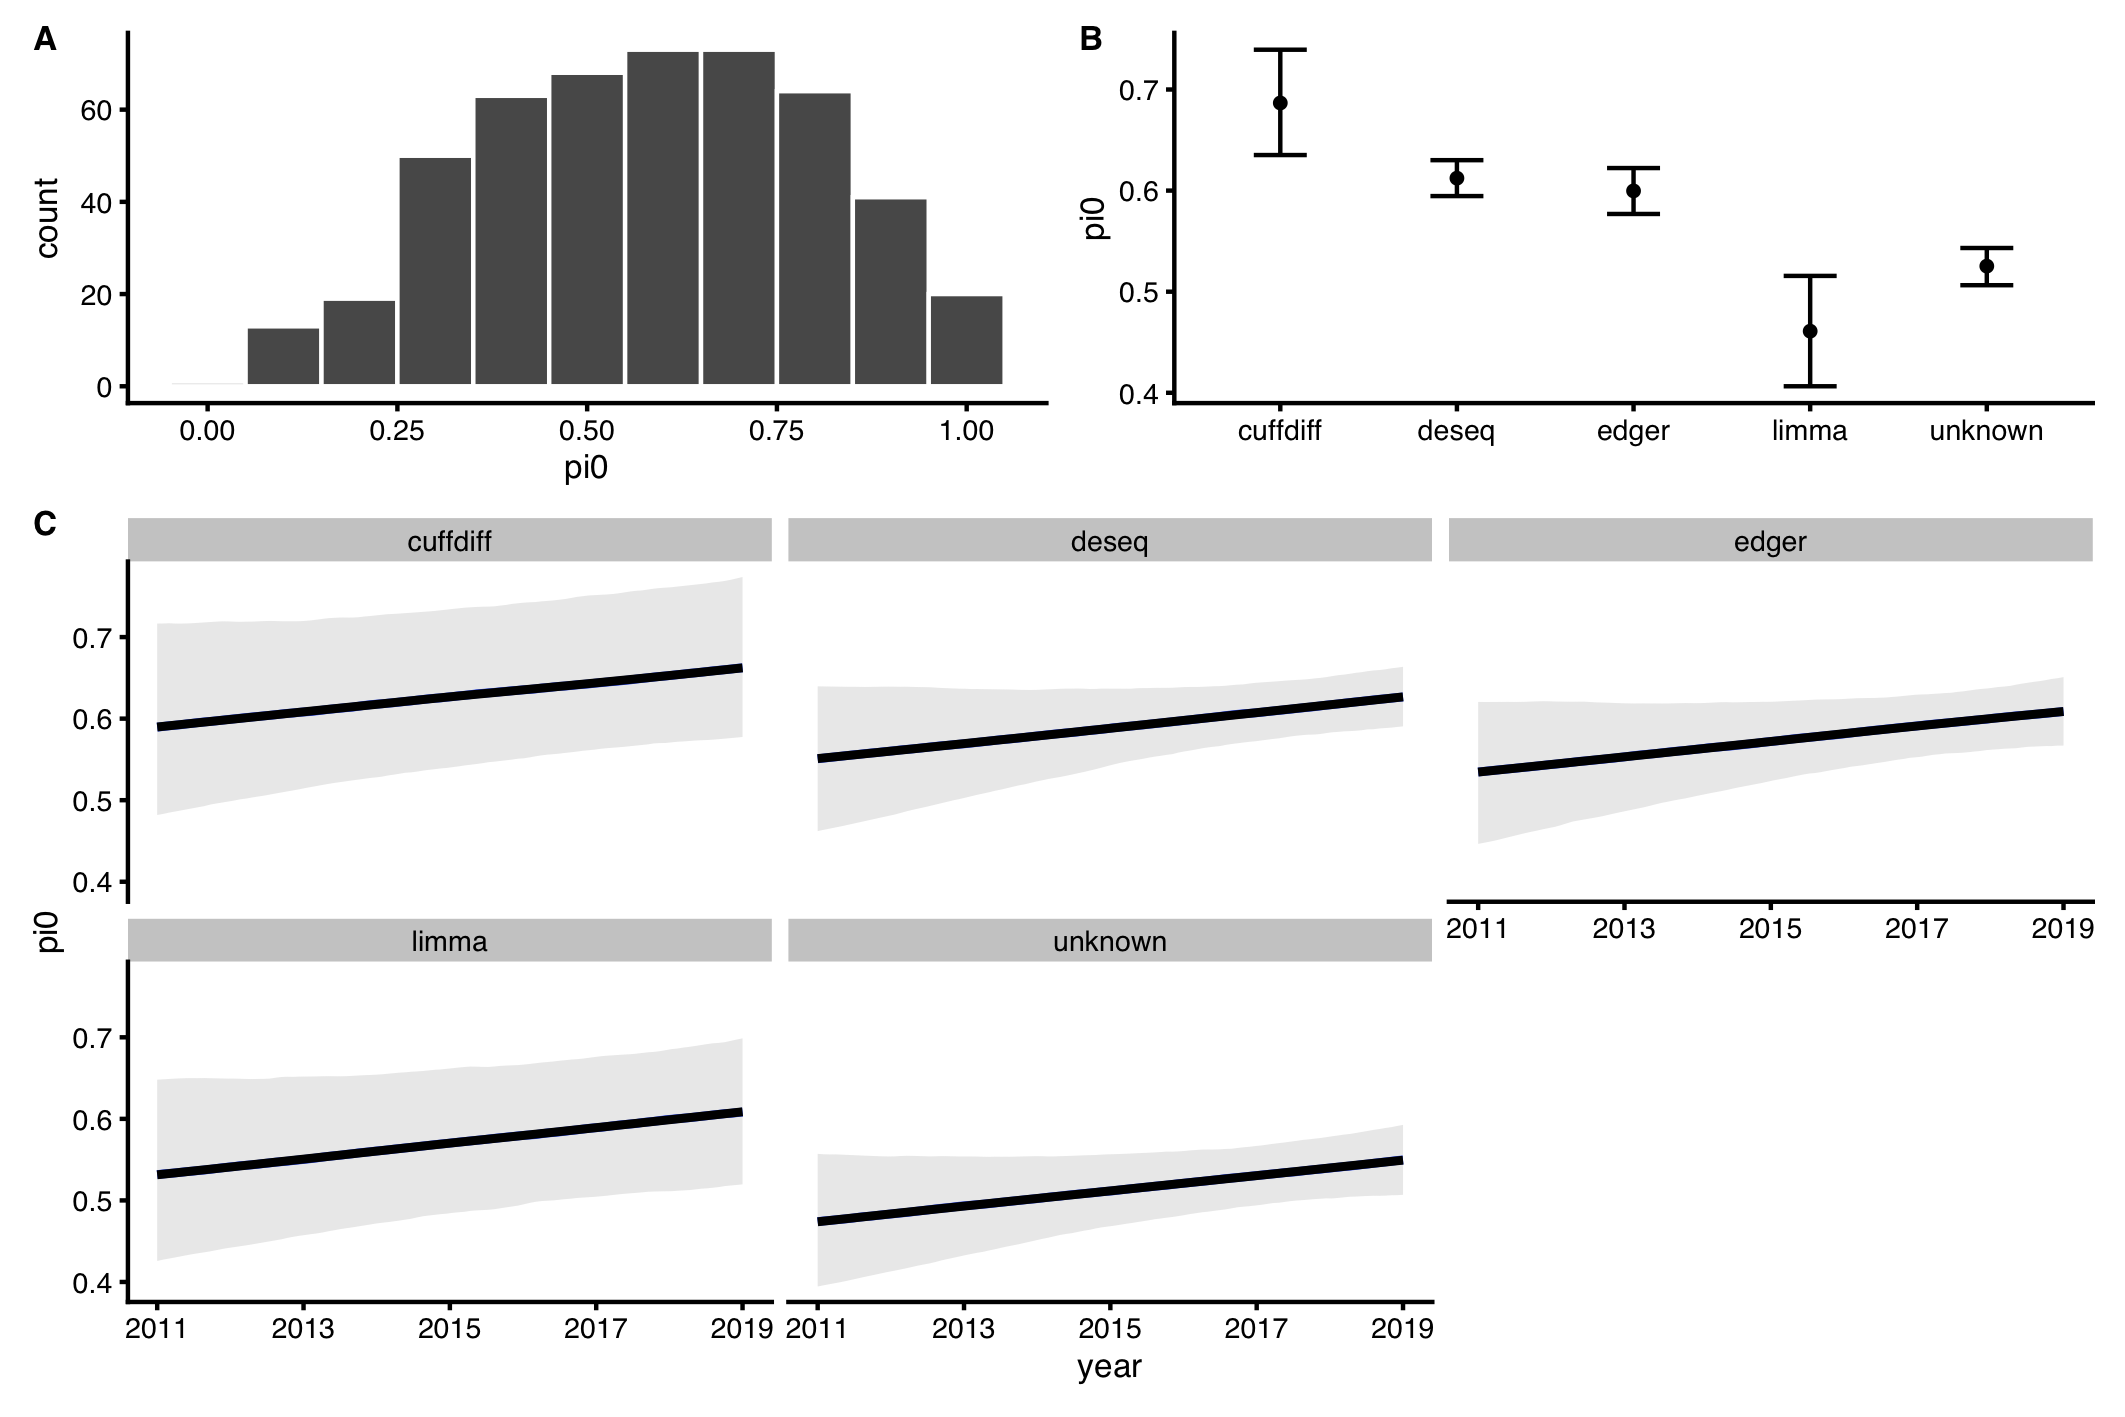 A
count
60
40
20
0
0.00 0.25 0.50 0.75 1.00
pi0
B
pi0
0.7
0.6
0.5
0.4
cuffdiff deseq edger limma unknown
C
cuffdiff deseq edger
0.7
0.6
0.5
0.4
2011 2013 2015 2017 2019
pi0
limma unknown
0.7
0.6
0.5
0.4
2011 2013 2015 2017 2019 2011 2013 2015 2017 2019
year